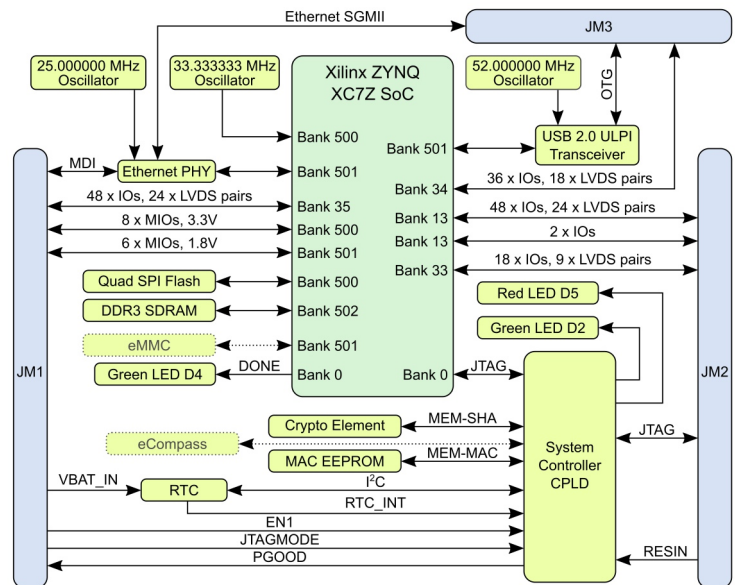 Ethernet SGMII
JM3
25.000000 MHz
Oscillator
33.333333 MHz
Oscillator
Xilinx ZYNQ
XC7Z SoC
52.000000 MHz
Oscillator
OTG
Bank 500
Bank 501
USB 2.0 ULPI
Transceiver
MDI
Ethernet PHY
Bank 501
36 x IOs, 18 x LVDS pairs
Bank 34
48 x IOs, 24 x LVDS pairs
Bank 35
48 x IOs, 24 x LVDS pairs
Bank 13
8 x MIOs, 3.3V
Bank 500
2 x IOs
Bank 13
6 x MIOs, 1.8V
Bank 501
18 x IOs, 9 x LVDS pairs
Bank 33
Quad SPI Flash
Bank 500
Red LED D5
DDR3 SDRAM
Bank 502
Green LED D2
eMMC
Bank 501
JM1
Green LED D4
DONE
Bank 0
Bank 0
JTAG
JM2
Crypto Element
MEM-SHA
eCompass
MAC EEPROM
MEM-MAC
System
Controller
CPLD
JTAG
VBAT_IN
RTC
I²C
RTC_INT
EN1
JTAGMODE
PGOOD
RESIN